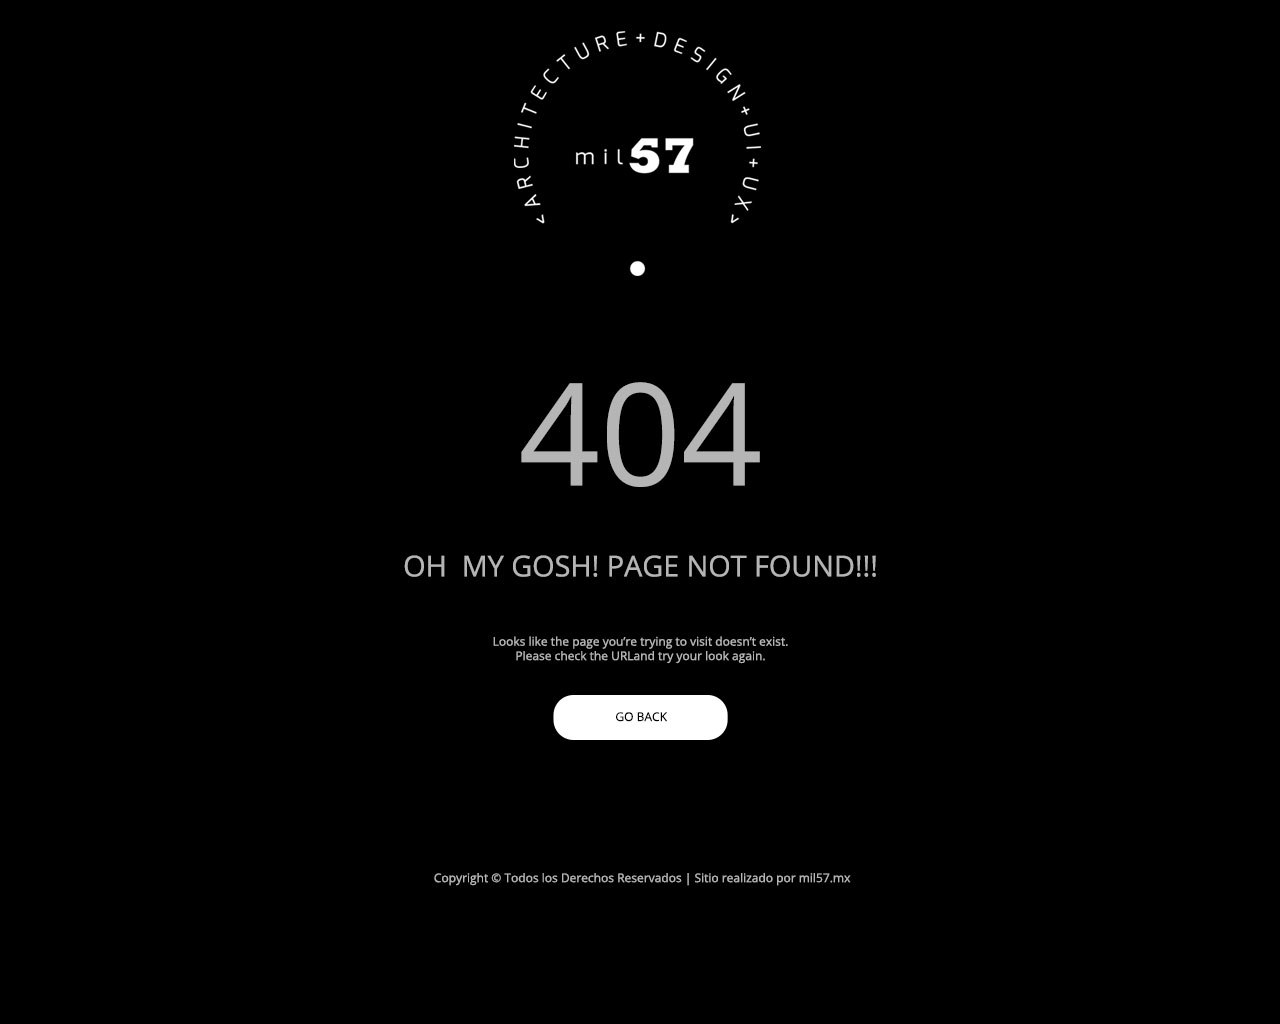 <ARCHITECTURE+DESIGN+UI+UX>
mil57
404
OH  MY GOSH! PAGE NOT FOUND!!!
Looks like the page you’re trying to visit doesn’t exist.
Please check the URLand try your look again.
GO BACK
Copyright © Todos los Derechos Reservados | Sitio realizado por mil57.mx